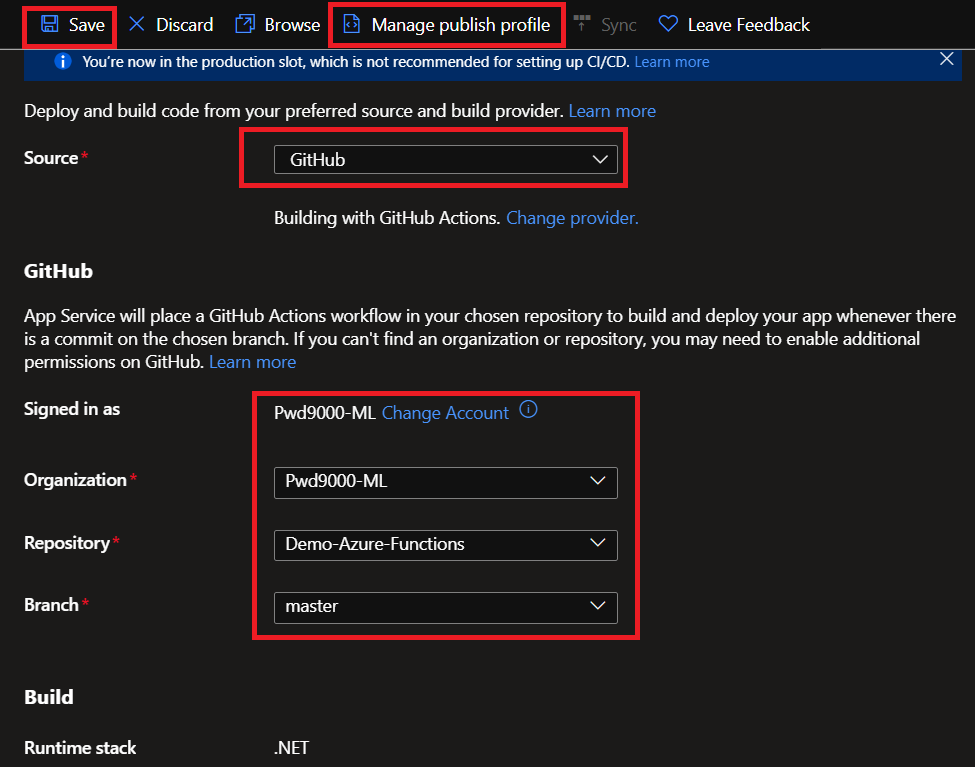 Save Discard Browse Manage publish profile Sync Leave Feedback
You're now in the production slot, which is not recommended for setting up CI/CD. Learn more
Deploy and build code from your preferred source and build provider. Learn more
Source* GitHub
Building with GitHub Actions. Change provider.
GitHub
App Service will place a GitHub Actions workflow in your chosen repository to build and deploy your app whenever there
is a commit on the chosen branch. If you can't find an organization or repository, you may need to enable additional
permissions on GitHub. Learn more
Signed in as Pwd9000-ML Change Account
Organization* Pwd9000-ML
Repository* Demo-Azure-Functions
Branch* master
Build
Runtime stack .NET